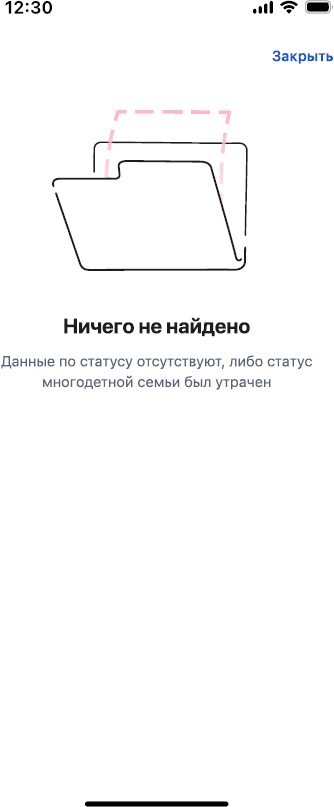 12:30
Закрыть
Ничего не найдено
Данные по статусу отсутствуют, либо статус
многодетной семьи был утрачен